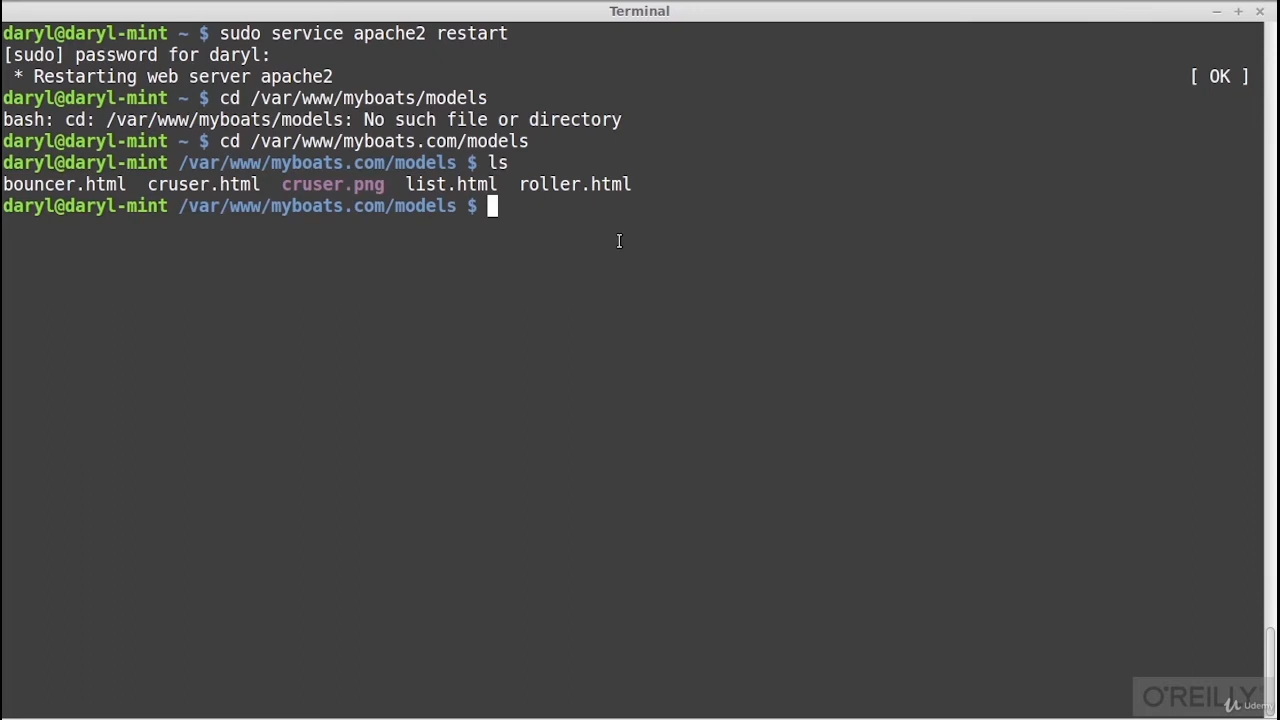 Terminal
daryl@daryl-mint ~ $ sudo service apache2 restart
[sudo] password for daryl:
 * Restarting web server apache2 [ OK ]
daryl@daryl-mint ~ $ cd /var/www/myboats/models
bash: cd: /var/www/myboats/models: No such file or directory
daryl@daryl-mint ~ $ cd /var/www/myboats.com/models
daryl@daryl-mint /var/www/myboats.com/models $ ls
bouncer.html  cruser.html  cruser.png  list.html  roller.html
daryl@daryl-mint /var/www/myboats.com/models $
O'REILLY
Udemy